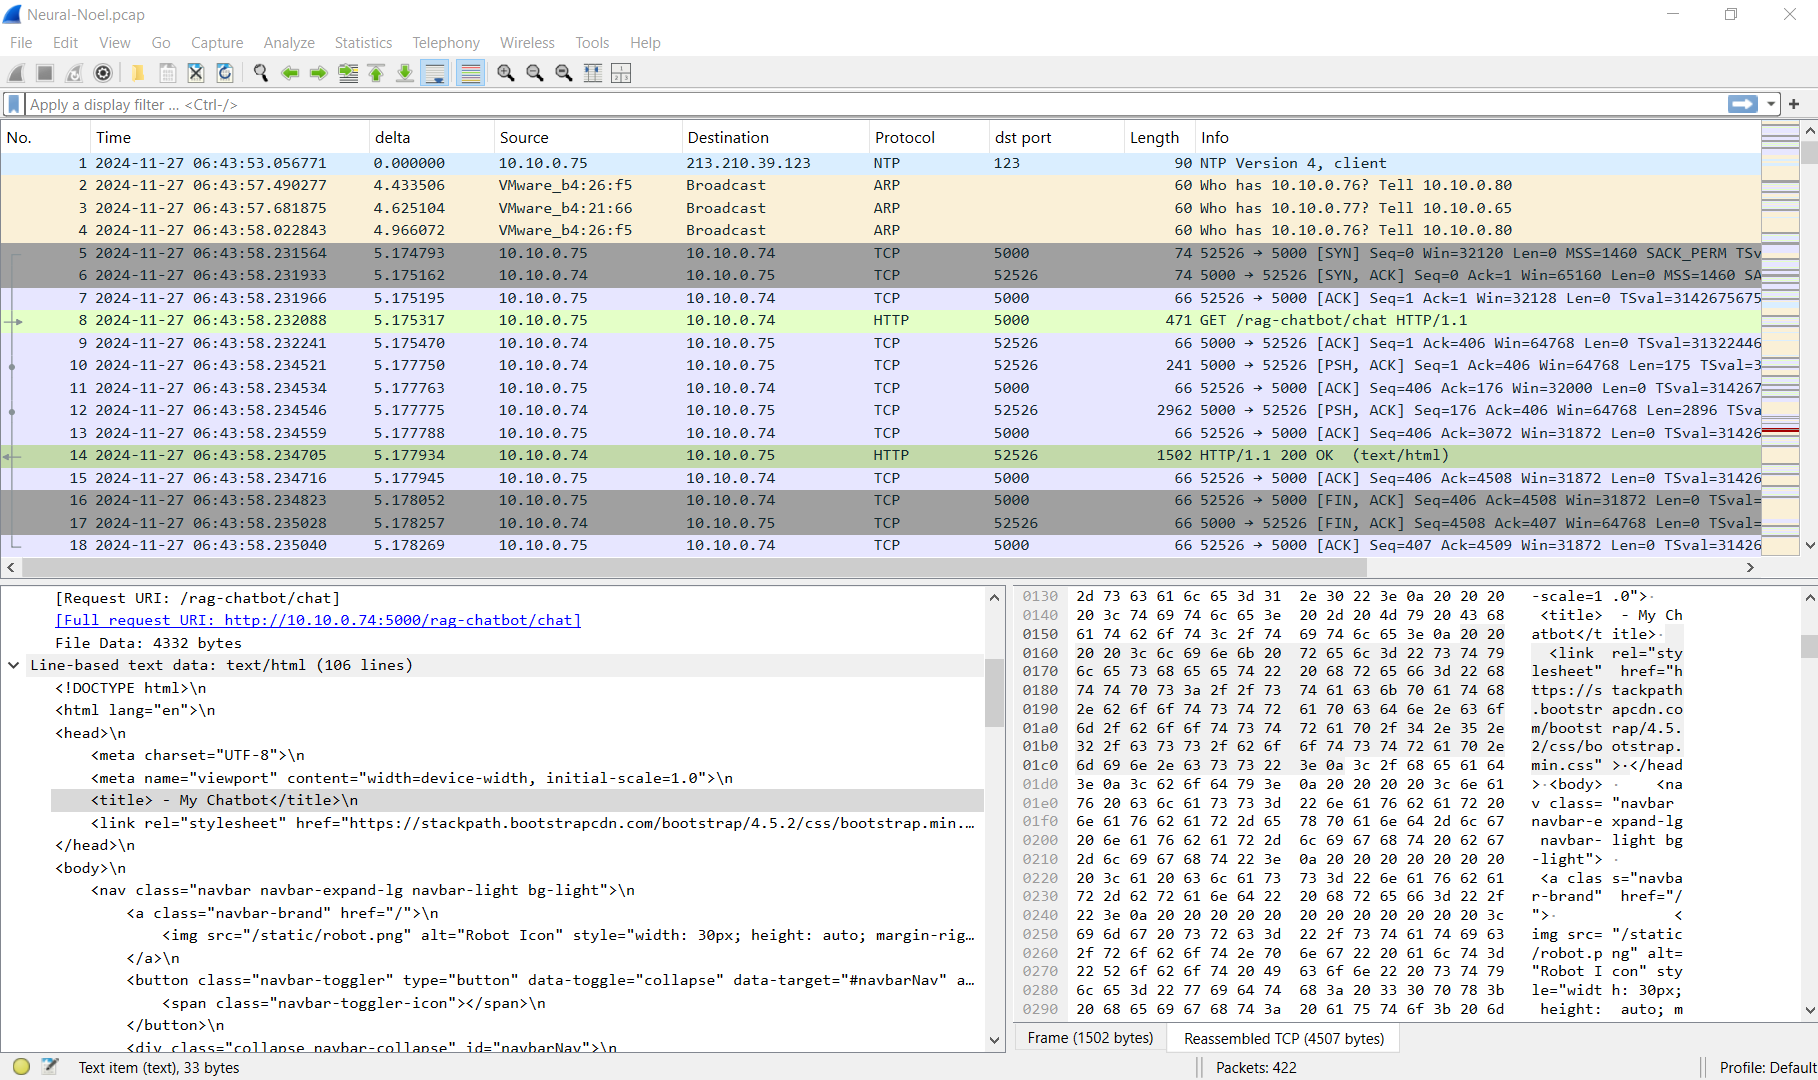 Neural-Noel.pcap
File Edit View Go Capture Analyze Statistics Telephony Wireless Tools Help
Apply a display filter ... <Ctrl-/>
No. Time delta Source Destination Protocol dst port Length Info
1 2024-11-27 06:43:53.056771 0.000000 10.10.0.75 213.210.39.123 NTP 123 90 NTP Version 4, client
2 2024-11-27 06:43:57.490277 4.433506 VMware_b4:26:f5 Broadcast ARP 60 Who has 10.10.0.76? Tell 10.10.0.80
3 2024-11-27 06:43:57.681875 4.625104 VMware_b4:21:66 Broadcast ARP 60 Who has 10.10.0.77? Tell 10.10.0.65
4 2024-11-27 06:43:58.022843 4.966072 VMware_b4:26:f5 Broadcast ARP 60 Who has 10.10.0.76? Tell 10.10.0.80
5 2024-11-27 06:43:58.231564 5.174793 10.10.0.75 10.10.0.74 TCP 5000 74 52526 → 5000 [SYN] Seq=0 Win=32120 Len=0 MSS=1460 SACK_PERM TSv
6 2024-11-27 06:43:58.231933 5.175162 10.10.0.74 10.10.0.75 TCP 52526 74 5000 → 52526 [SYN, ACK] Seq=0 Ack=1 Win=65160 Len=0 MSS=1460 SA
7 2024-11-27 06:43:58.231966 5.175195 10.10.0.75 10.10.0.74 TCP 5000 66 52526 → 5000 [ACK] Seq=1 Ack=1 Win=32128 Len=0 TSval=3142675675
8 2024-11-27 06:43:58.232088 5.175317 10.10.0.75 10.10.0.74 HTTP 5000 471 GET /rag-chatbot/chat HTTP/1.1
9 2024-11-27 06:43:58.232241 5.175470 10.10.0.74 10.10.0.75 TCP 52526 66 5000 → 52526 [ACK] Seq=1 Ack=406 Win=64768 Len=0 TSval=31322446
10 2024-11-27 06:43:58.234521 5.177750 10.10.0.74 10.10.0.75 TCP 52526 241 5000 → 52526 [PSH, ACK] Seq=1 Ack=406 Win=64768 Len=175 TSval=3
11 2024-11-27 06:43:58.234534 5.177763 10.10.0.75 10.10.0.74 TCP 5000 66 52526 → 5000 [ACK] Seq=406 Ack=176 Win=32000 Len=0 TSval=314267
12 2024-11-27 06:43:58.234546 5.177775 10.10.0.74 10.10.0.75 TCP 52526 2962 5000 → 52526 [PSH, ACK] Seq=176 Ack=406 Win=64768 Len=2896 TSva
13 2024-11-27 06:43:58.234559 5.177788 10.10.0.75 10.10.0.74 TCP 5000 66 52526 → 5000 [ACK] Seq=406 Ack=3072 Win=31872 Len=0 TSval=31426
14 2024-11-27 06:43:58.234705 5.177934 10.10.0.74 10.10.0.75 HTTP 52526 1502 HTTP/1.1 200 OK  (text/html)
15 2024-11-27 06:43:58.234716 5.177945 10.10.0.75 10.10.0.74 TCP 5000 66 52526 → 5000 [ACK] Seq=406 Ack=4508 Win=31872 Len=0 TSval=31426
16 2024-11-27 06:43:58.234823 5.178052 10.10.0.75 10.10.0.74 TCP 5000 66 52526 → 5000 [FIN, ACK] Seq=406 Ack=4508 Win=31872 Len=0 TSval=
17 2024-11-27 06:43:58.235028 5.178257 10.10.0.74 10.10.0.75 TCP 52526 66 5000 → 52526 [FIN, ACK] Seq=4508 Ack=407 Win=64768 Len=0 TSval=
18 2024-11-27 06:43:58.235040 5.178269 10.10.0.75 10.10.0.74 TCP 5000 66 52526 → 5000 [ACK] Seq=407 Ack=4509 Win=31872 Len=0 TSval=31426
[Request URI: /rag-chatbot/chat]
[Full request URI: http://10.10.0.74:5000/rag-chatbot/chat]
File Data: 4332 bytes
Line-based text data: text/html (106 lines)
<!DOCTYPE html>\n
<html lang="en">\n
<head>\n
<meta charset="UTF-8">\n
<meta name="viewport" content="width=device-width, initial-scale=1.0">\n
<title> - My Chatbot</title>\n
<link rel="stylesheet" href="https://stackpath.bootstrapcdn.com/bootstrap/4.5.2/css/bootstrap.min.…
</head>\n
<body>\n
<nav class="navbar navbar-expand-lg navbar-light bg-light">\n
<a class="navbar-brand" href="/">\n
<img src="/static/robot.png" alt="Robot Icon" style="width: 30px; height: auto; margin-rig…
</a>\n
<button class="navbar-toggler" type="button" data-toggle="collapse" data-target="#navbarNav" a…
<span class="navbar-toggler-icon"></span>\n
</button>\n
<div class="collapse navbar-collapse" id="navbarNav">\n
0130 2d 73 63 61 6c 65 3d 31 2e 30 22 3e 0a 20 20 20 -scale=1 .0">·
0140 20 3c 74 69 74 6c 65 3e 20 2d 20 4d 79 20 43 68 <title>  - My Ch
0150 61 74 62 6f 74 3c 2f 74 69 74 6c 65 3e 0a 20 20 atbot</t itle>·
0160 20 20 3c 6c 69 6e 6b 20 72 65 6c 3d 22 73 74 79 <link  rel="sty
0170 6c 65 73 68 65 65 74 22 20 68 72 65 66 3d 22 68 lesheet"  href="h
0180 74 74 70 73 3a 2f 2f 73 74 61 63 6b 70 61 74 68 ttps://s tackpath
0190 2e 62 6f 6f 74 73 74 72 61 70 63 64 6e 2e 63 6f .bootstr apcdn.co
01a0 6d 2f 62 6f 6f 74 73 74 72 61 70 2f 34 2e 35 2e m/bootst rap/4.5.
01b0 32 2f 63 73 73 2f 62 6f 6f 74 73 74 72 61 70 2e 2/css/bo otstrap.
01c0 6d 69 6e 2e 63 73 73 22 3e 0a 3c 2f 68 65 61 64 min.css" >·</head
01d0 3e 0a 3c 62 6f 64 79 3e 0a 20 20 20 20 3c 6e 61 >·<body> ·    <na
01e0 76 20 63 6c 61 73 73 3d 22 6e 61 76 62 61 72 20 v class= "navbar
01f0 6e 61 76 62 61 72 2d 65 78 70 61 6e 64 2d 6c 67 navbar-e xpand-lg
0200 20 6e 61 76 62 61 72 2d 6c 69 67 68 74 20 62 67 navbar- light bg
0210 2d 6c 69 67 68 74 22 3e 0a 20 20 20 20 20 20 20 -light"> ·
0220 20 3c 61 20 63 6c 61 73 73 3d 22 6e 61 76 62 61 <a clas s="navba
0230 72 2d 62 72 61 6e 64 22 20 68 72 65 66 3d 22 2f r-brand"  href="/
0240 22 3e 0a 20 20 20 20 20 20 20 20 20 20 20 20 3c ">·      <
0250 69 6d 67 20 73 72 63 3d 22 2f 73 74 61 74 69 63 img src= "/static
0260 2f 72 6f 62 6f 74 2e 70 6e 67 22 20 61 6c 74 3d /robot.p ng" alt=
0270 22 52 6f 62 6f 74 20 49 63 6f 6e 22 20 73 74 79 "Robot I con" sty
0280 6c 65 3d 22 77 69 64 74 68 3a 20 33 30 70 78 3b le="widt h: 30px;
0290 20 68 65 69 67 68 74 3a 20 61 75 74 6f 3b 20 6d height:  auto; m
Frame (1502 bytes) Reassembled TCP (4507 bytes)
Text item (text), 33 bytes Packets: 422 Profile: Default